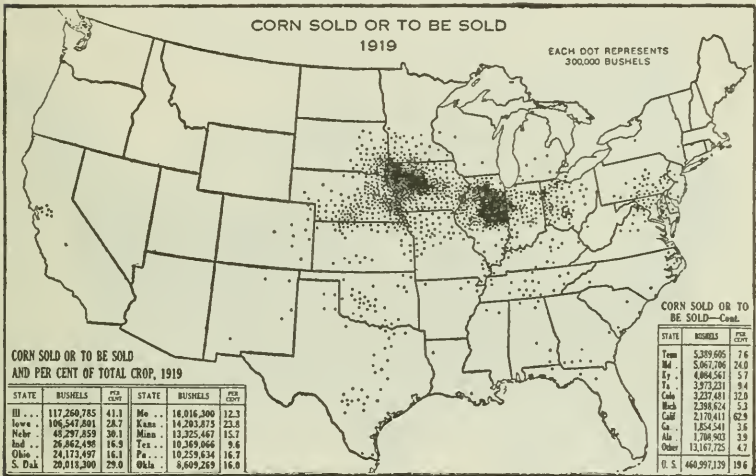 CORN SOLD OR TO BE SOLD
1919
EACH DOT REPRESENTS
300,000 BUSHELS
CORN SOLD OR TO BE SOLD
AND PER CENT OF TOTAL CROP, 1919
STATE BUSHELS PER CENT STATE BUSHELS PER CENT
Ill . . . 117,260,785 41.1 Mo . . 16,016,300 12.3
Iowa . . 106,547,801 28.7 Kans . . 14,203,875 23.8
Nebr . . 48,297,859 30.1 Minn . . 13,325,467 15.7
Ind . . 26,862,498 16.9 Tex . . . 10,369,066 9.6
Ohio . . 24,173,497 16.1 Pa . . . 10,259,634 16.7
S. Dak 20,018,300 29.0 Okla . . 8,609,269 16.0
CORN SOLD OR TO
BE SOLD—Cont.
STATE BUSHELS PER CENT
Tenn 5,389,605 7.6
Md . . 5,067,706 24.0
Ky . . 4,064,561 5.7
Va . . 3,973,231 9.4
Colo 3,237,481 32.0
Mich 2,398,624 5.3
Calif 2,170,411 62.9
Ga . . 1,854,541 3.6
Ala . . 1,708,903 3.9
Other 13,167,725 4.7
U. S. 460,997,139 19.6